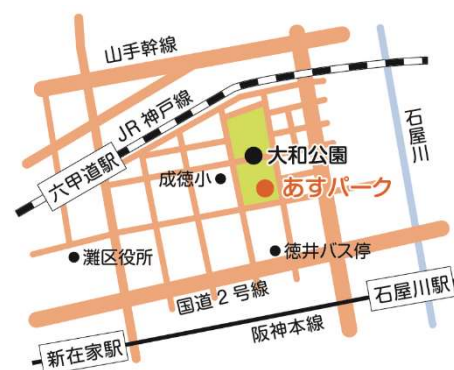 山手幹線
JR神戸線
六甲道駅
石屋川
大和公園
成徳小
あすパーク
灘区役所
徳井バス停
国道2号線
石屋川駅
阪神本線
新在家駅